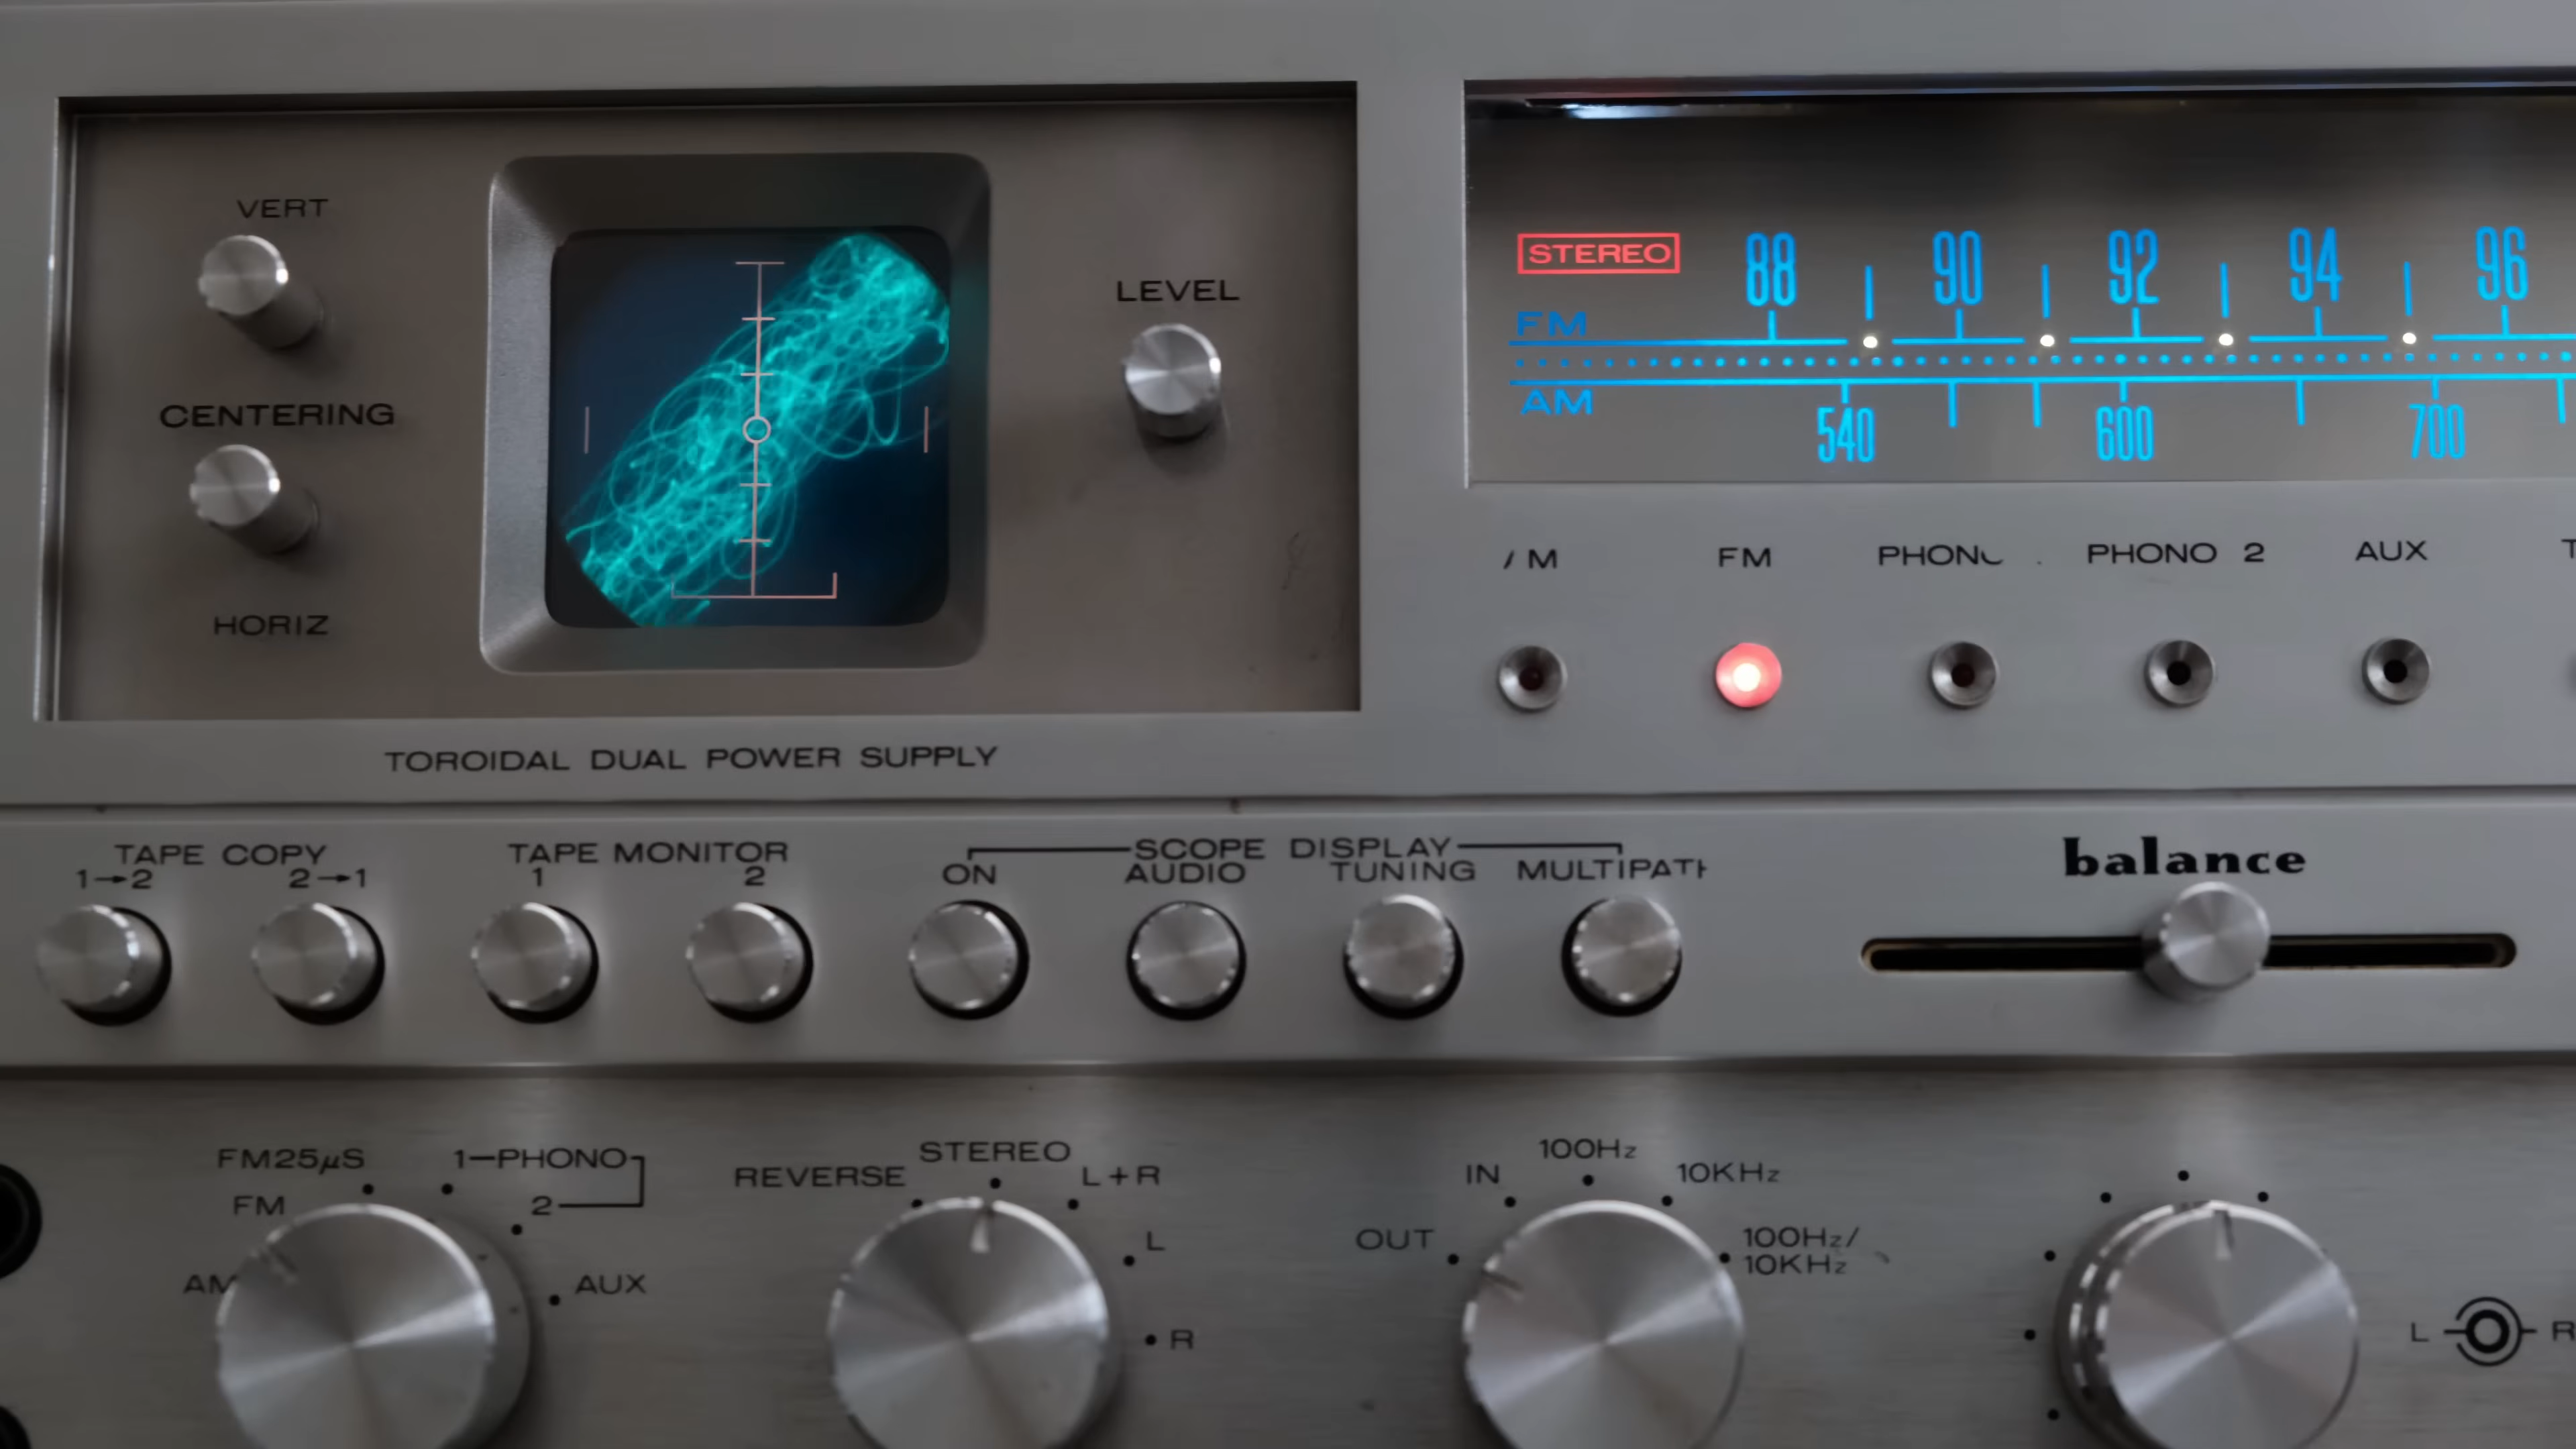 VERT
CENTERING
HORIZ
LEVEL
TOROIDAL DUAL POWER SUPPLY
STEREO
88 90 92 94 96
FM
AM
540 600 700
FM PHONO 2 AUX
TAPE COPY
1→2 2→1
TAPE MONITOR
1 2
SCOPE DISPLAY
ON AUDIO TUNING MULTIPATH
balance
FM25µS
FM
AM
1-PHONO
2
AUX
REVERSE
STEREO
L+R
L
R
OUT
IN
100Hz
10KHz
100Hz/
10KHz
L R